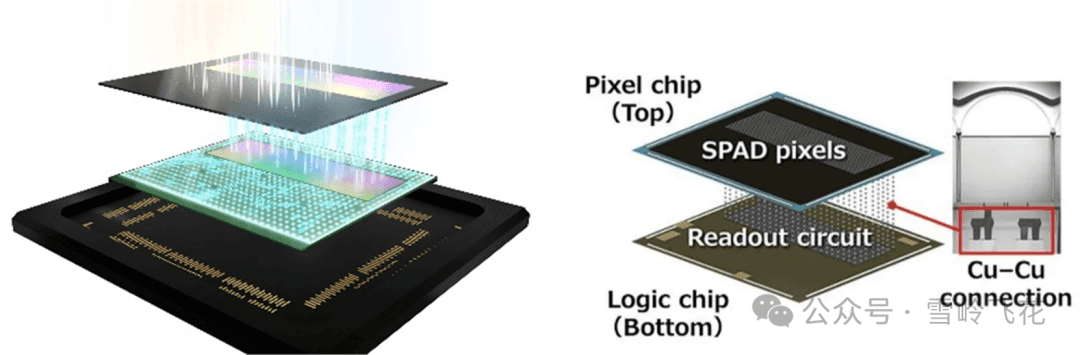 Pixel chip
(Top)
SPAD pixels
Readout circuit
Cu-Cu
connection
Logic chip
(Bottom)
公众号 · 雪岭飞花